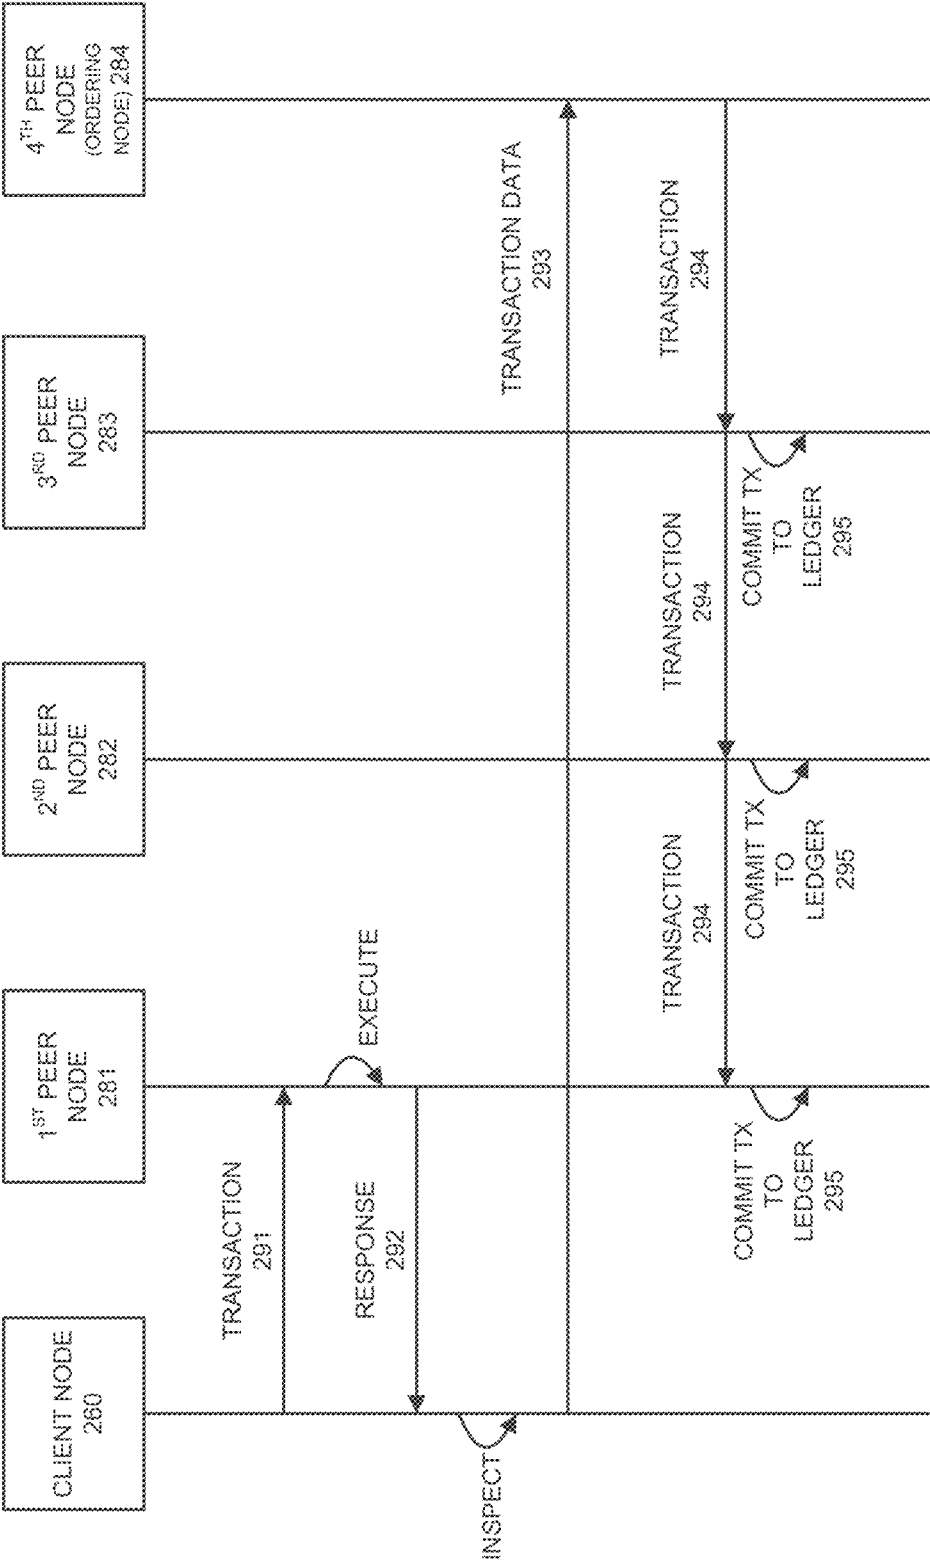 CLIENT NODE
260
1ST PEER
NODE
281
2ND PEER
NODE
282
3RD PEER
NODE
283
4TH PEER
NODE
(ORDERING
NODE) 284
TRANSACTION
291
EXECUTE
RESPONSE
292
INSPECT
TRANSACTION DATA
293
TRANSACTION
294
TRANSACTION
294
TRANSACTION
294
COMMIT TX
TO
LEDGER
295
COMMIT TX
TO
LEDGER
295
COMMIT TX
TO
LEDGER
295